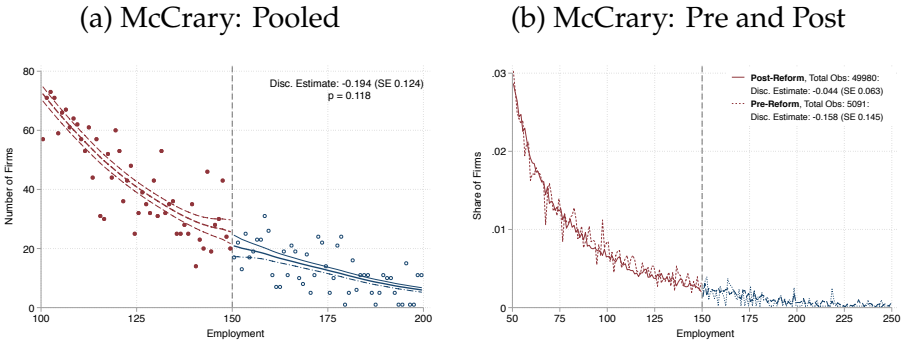 (a) McCrary: Pooled
Disc. Estimate: -0.194 (SE 0.124)
p = 0.118
Number of Firms
80
60
40
20
0
100
125
150
175
200
Employment
(b) McCrary: Pre and Post
Post-Reform, Total Obs: 49980:
Disc. Estimate: -0.044 (SE 0.063)
Pre-Reform, Total Obs: 5091:
Disc. Estimate: -0.158 (SE 0.145)
Share of Firms
.03
.02
.01
0
50
75
100
125
150
175
200
225
250
Employment